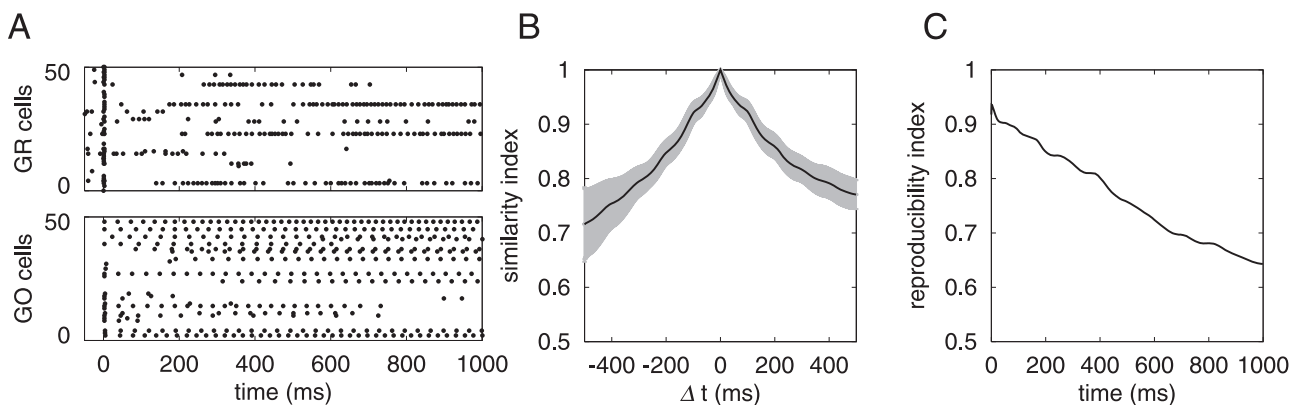 A
GR cells
50
0
GO cells
50
0
0 200 400 600 800 1000
time (ms)
B
similarity index
1
0.9
0.8
0.7
0.6
0.5
-400 -200 0 200 400
Δ t (ms)
C
reproducibility index
1
0.9
0.8
0.7
0.6
0.5
0 200 400 600 800 1000
time (ms)